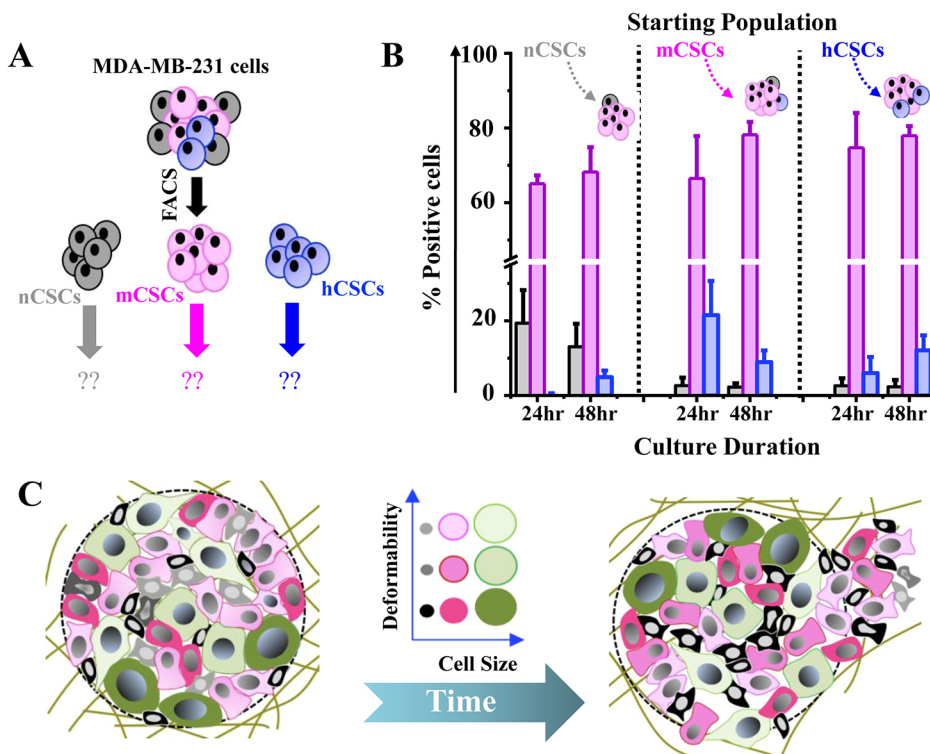 A
MDA-MB-231 cells
FACS
nCSCs
mCSCs
hCSCs
??
??
??
B
Starting Population
nCSCs
mCSCs
hCSCs
% Positive cells
100
80
60
20
0
24hr
48hr
24hr
48hr
24hr
48hr
Culture Duration
C
Deformability
Cell Size
Time